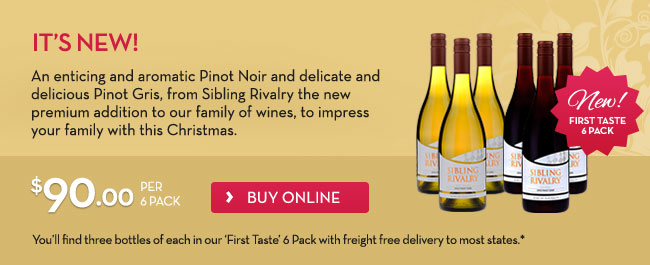 IT'S NEW!
An enticing and aromatic Pinot Noir and delicate and
delicious Pinot Gris, from Sibling Rivalry the new
premium addition to our family of wines, to impress
your family with this Christmas.
SIBLING
RIVALRY
SIBLING
RIVALRY
New!
FIRST TASTE
6 PACK
$90.00 PER
6 PACK
BUY ONLINE
You'll find three bottles of each in our 'First Taste' 6 Pack with freight free delivery to most states.*